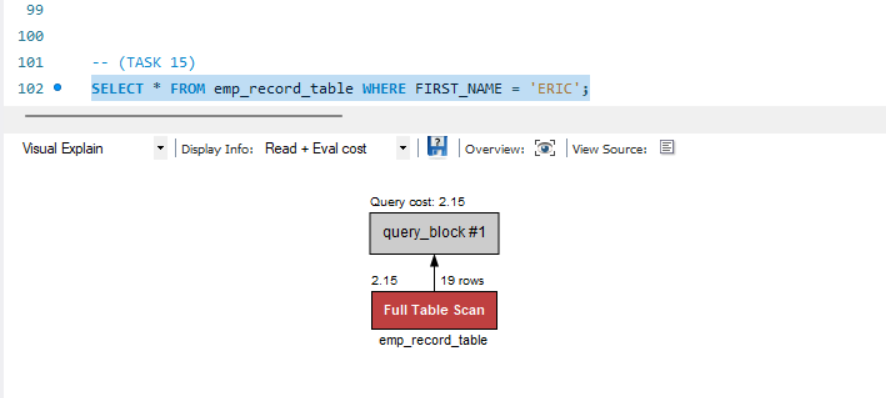 99
100
101 -- (TASK 15)
102 SELECT * FROM emp_record_table WHERE FIRST_NAME = 'ERIC';
Visual Explain Display Info: Read + Eval cost Overview: View Source:
Query cost: 2.15
query_block #1
2.15 19 rows
Full Table Scan
emp_record_table